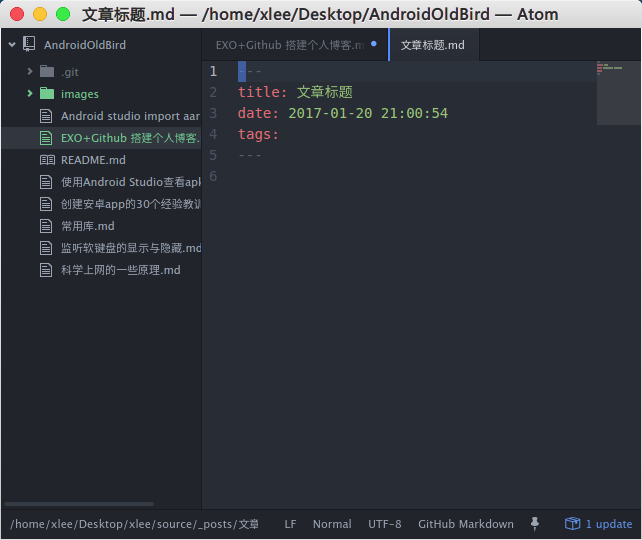 文章标题.md — /home/xlee/Desktop/AndroidOldBird — Atom
AndroidOldBird
.git
images
Android studio import aar
EXO+Github 搭建个人博客.
README.md
使用Android Studio查看apk
创建安卓app的30个经验教训
常用库.md
监听软键盘的显示与隐藏.md
科学上网的一些原理.md
EXO+Github 搭建个人博客.m
文章标题.md
1 ---
2 title: 文章标题
3 date: 2017-01-20 21:00:54
4 tags:
5 ---
6
/home/xlee/Desktop/xlee/source/_posts/文章 LF Normal UTF-8 GitHub Markdown 1 update